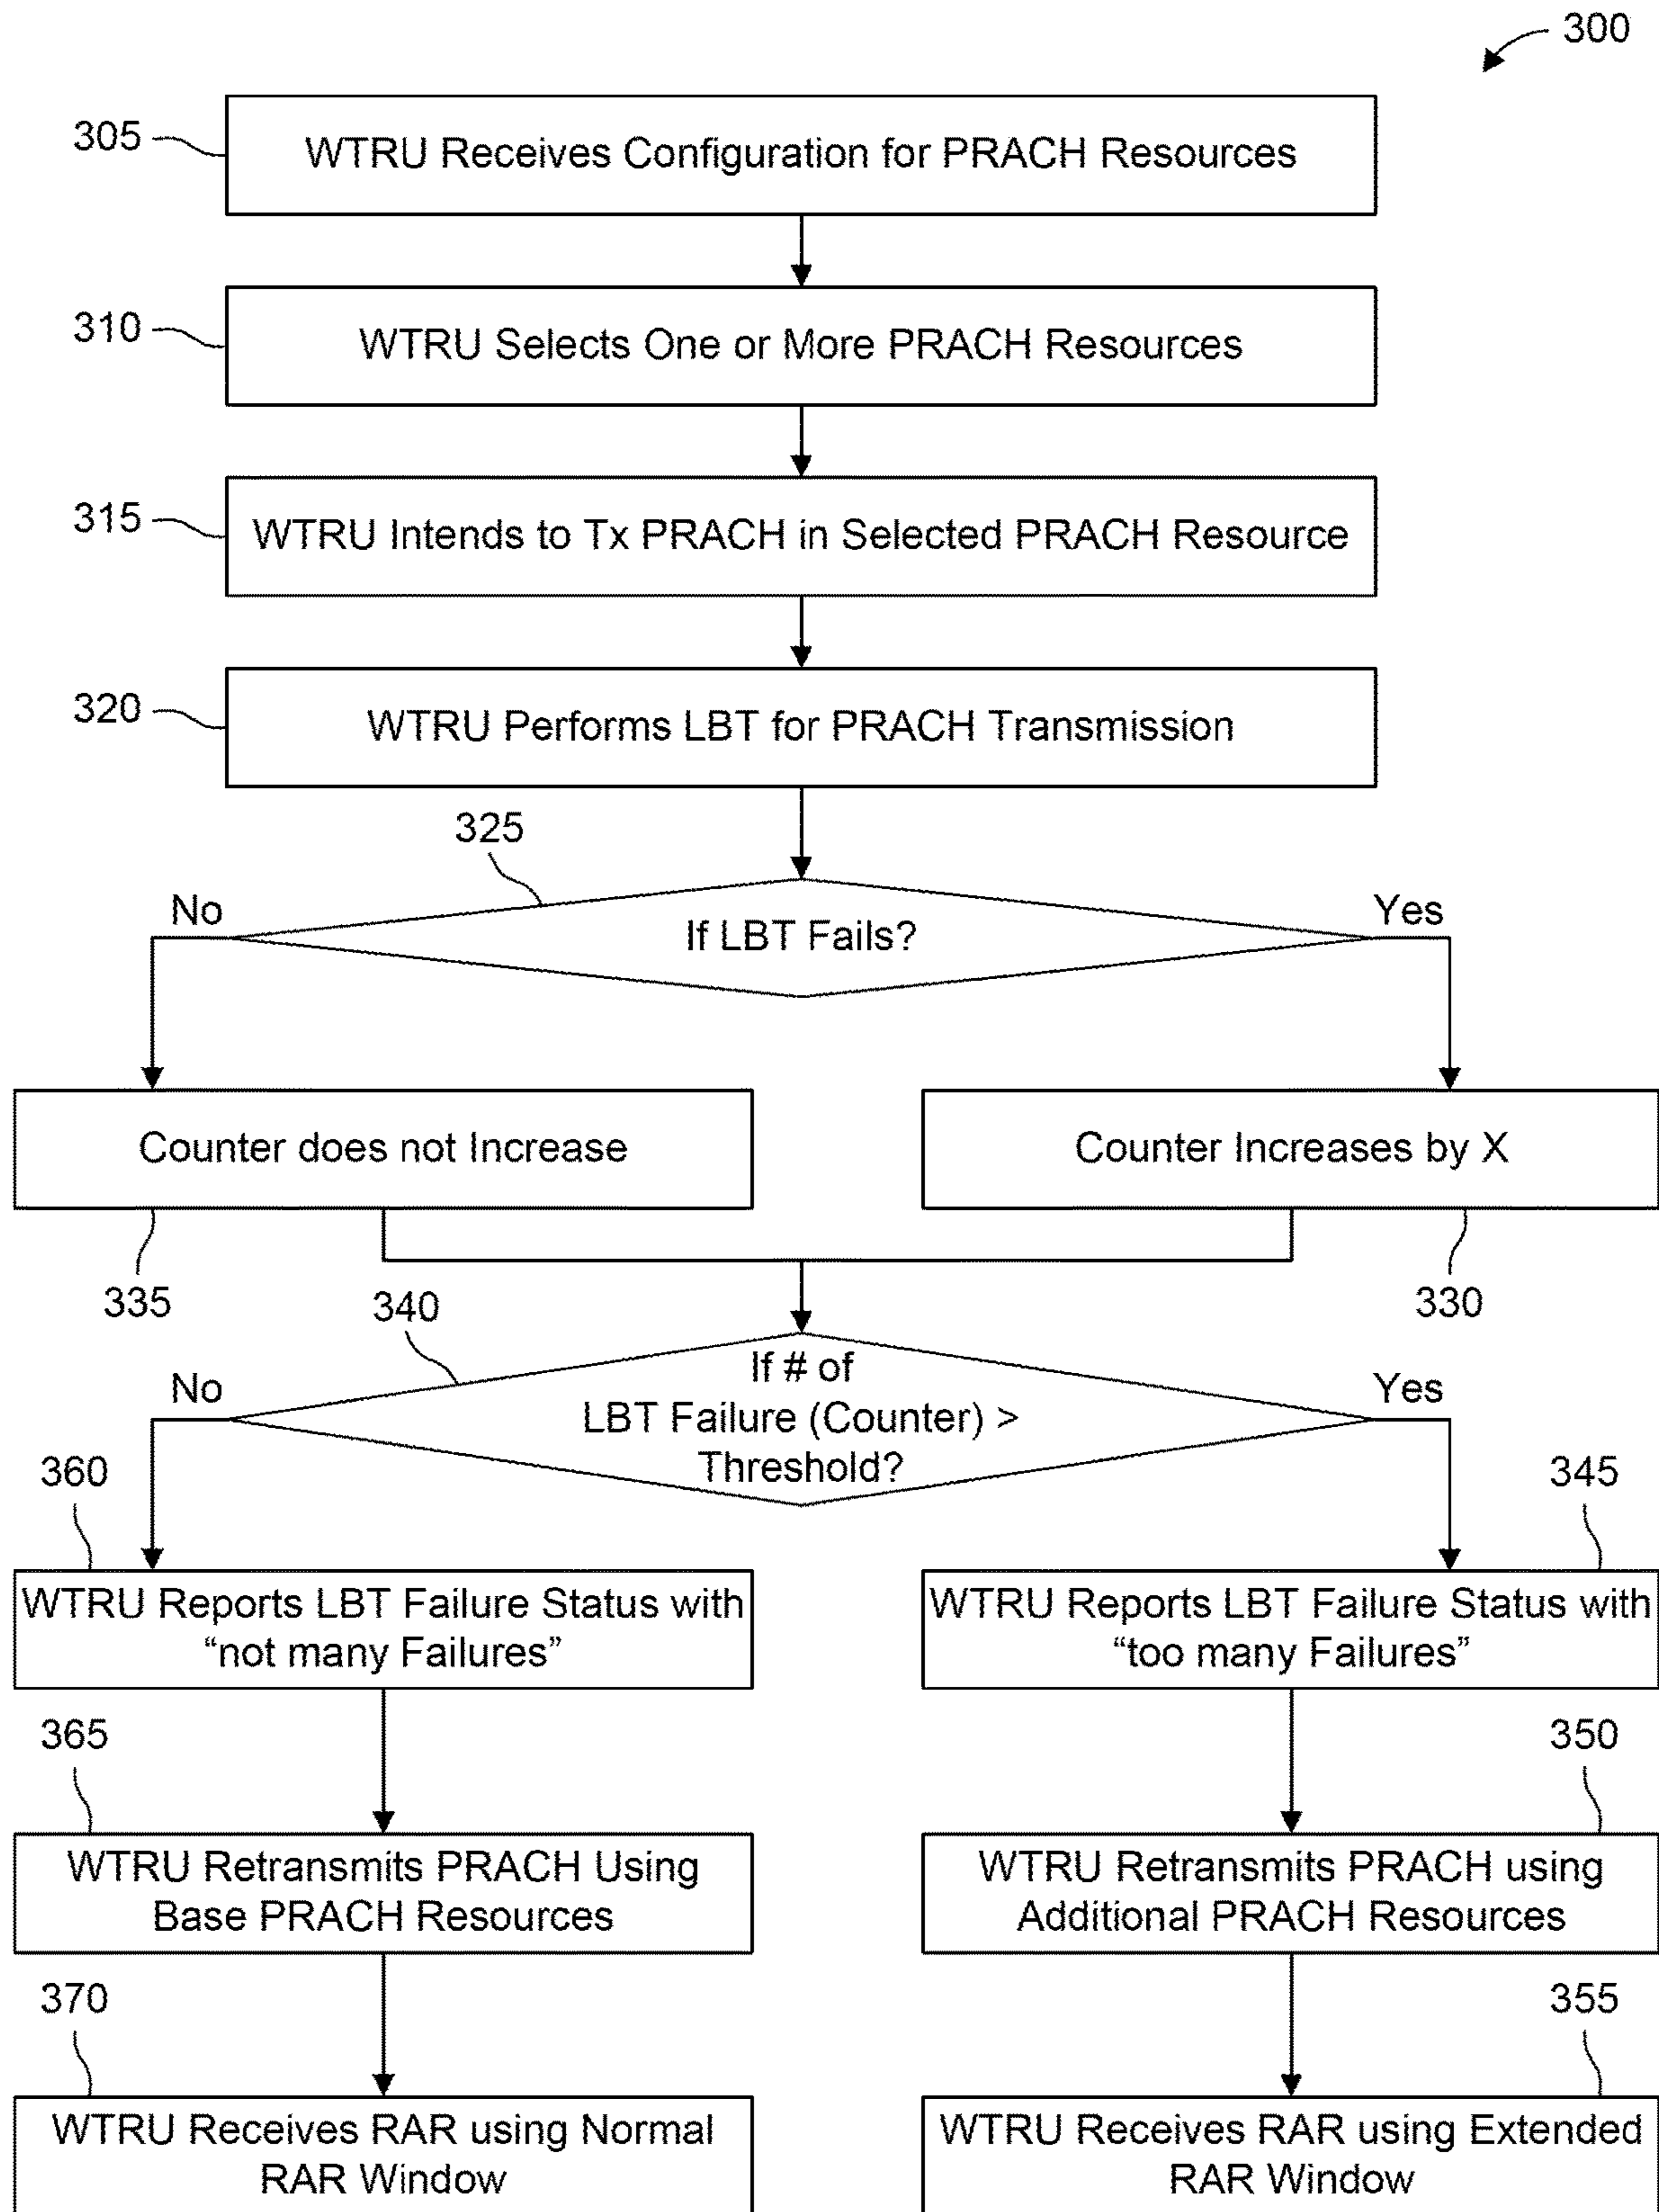 300
305
WTRU Receives Configuration for PRACH Resources
310
WTRU Selects One or More PRACH Resources
315
WTRU Intends to Tx PRACH in Selected PRACH Resource
320
WTRU Performs LBT for PRACH Transmission
325
No
If LBT Fails?
Yes
Counter does not Increase
Counter Increases by X
335
330
340
No
If # of
LBT Failure (Counter) >
Threshold?
Yes
360
345
WTRU Reports LBT Failure Status with
“not many Failures”
WTRU Reports LBT Failure Status with
“too many Failures”
365
350
WTRU Retransmits PRACH Using
Base PRACH Resources
WTRU Retransmits PRACH using
Additional PRACH Resources
370
355
WTRU Receives RAR using Normal
RAR Window
WTRU Receives RAR using Extended
RAR Window